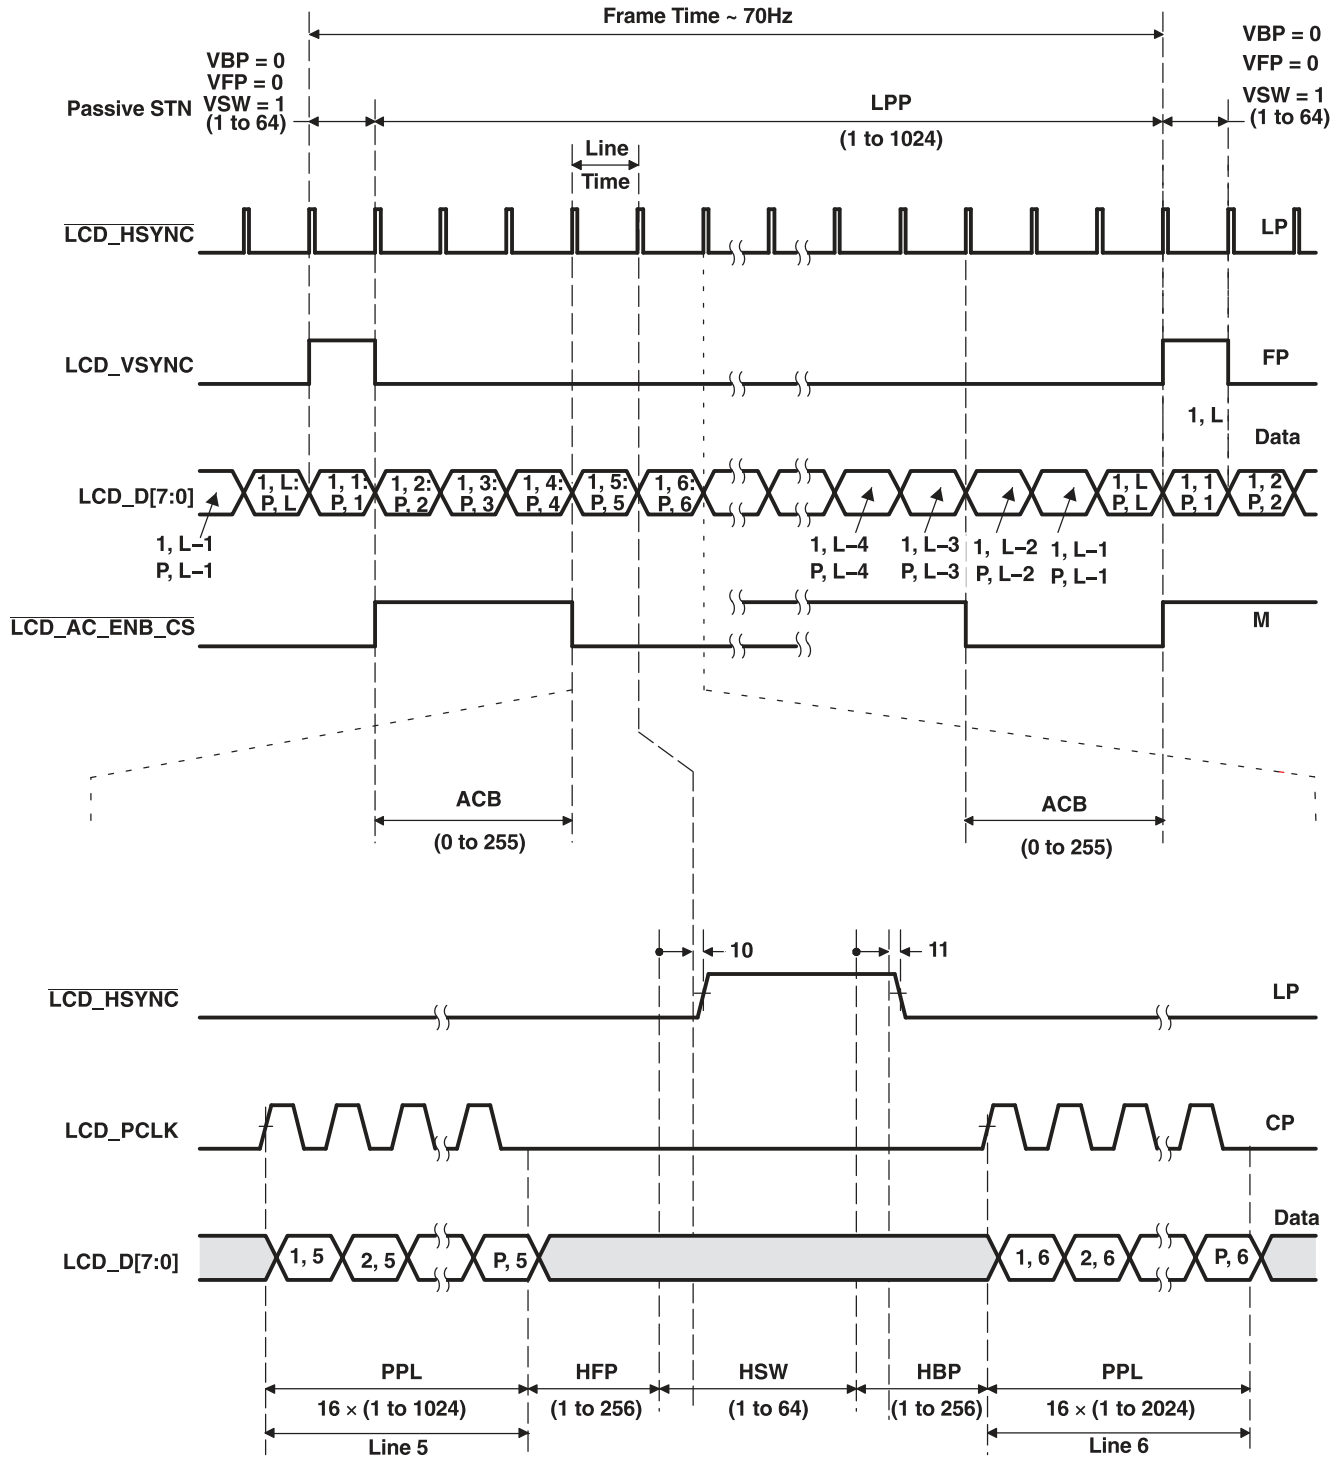 Frame Time ~ 70Hz
VBP = 0
VFP = 0
VSW = 1
(1 to 64)
VBP = 0
VFP = 0
VSW = 1
(1 to 64)
Passive STN
LPP
(1 to 1024)
Line
Time
LCD_HSYNC
LP
LCD_VSYNC
FP
1, L
Data
LCD_D[7:0]
1, L:
P, L
1, 1:
P, 1
1, 2:
P, 2
1, 3:
P, 3
1, 4:
P, 4
1, 5:
P, 5
1, 6:
P, 6
1, L
P, L
1, 1
P, 1
1, 2
P, 2
1, L–1
P, L–1
1, L–4
P, L–4
1, L–3
P, L–3
1, L–2
P, L–2
1, L–1
P, L–1
LCD_AC_ENB_CS
M
ACB
(0 to 255)
ACB
(0 to 255)
10
11
LCD_HSYNC
LP
LCD_PCLK
CP
Data
LCD_D[7:0]
1, 5
2, 5
P, 5
1, 6
2, 6
P, 6
PPL
HFP
HSW
HBP
PPL
16 × (1 to 1024)
(1 to 256)
(1 to 64)
(1 to 256)
16 × (1 to 2024)
Line 5
Line 6